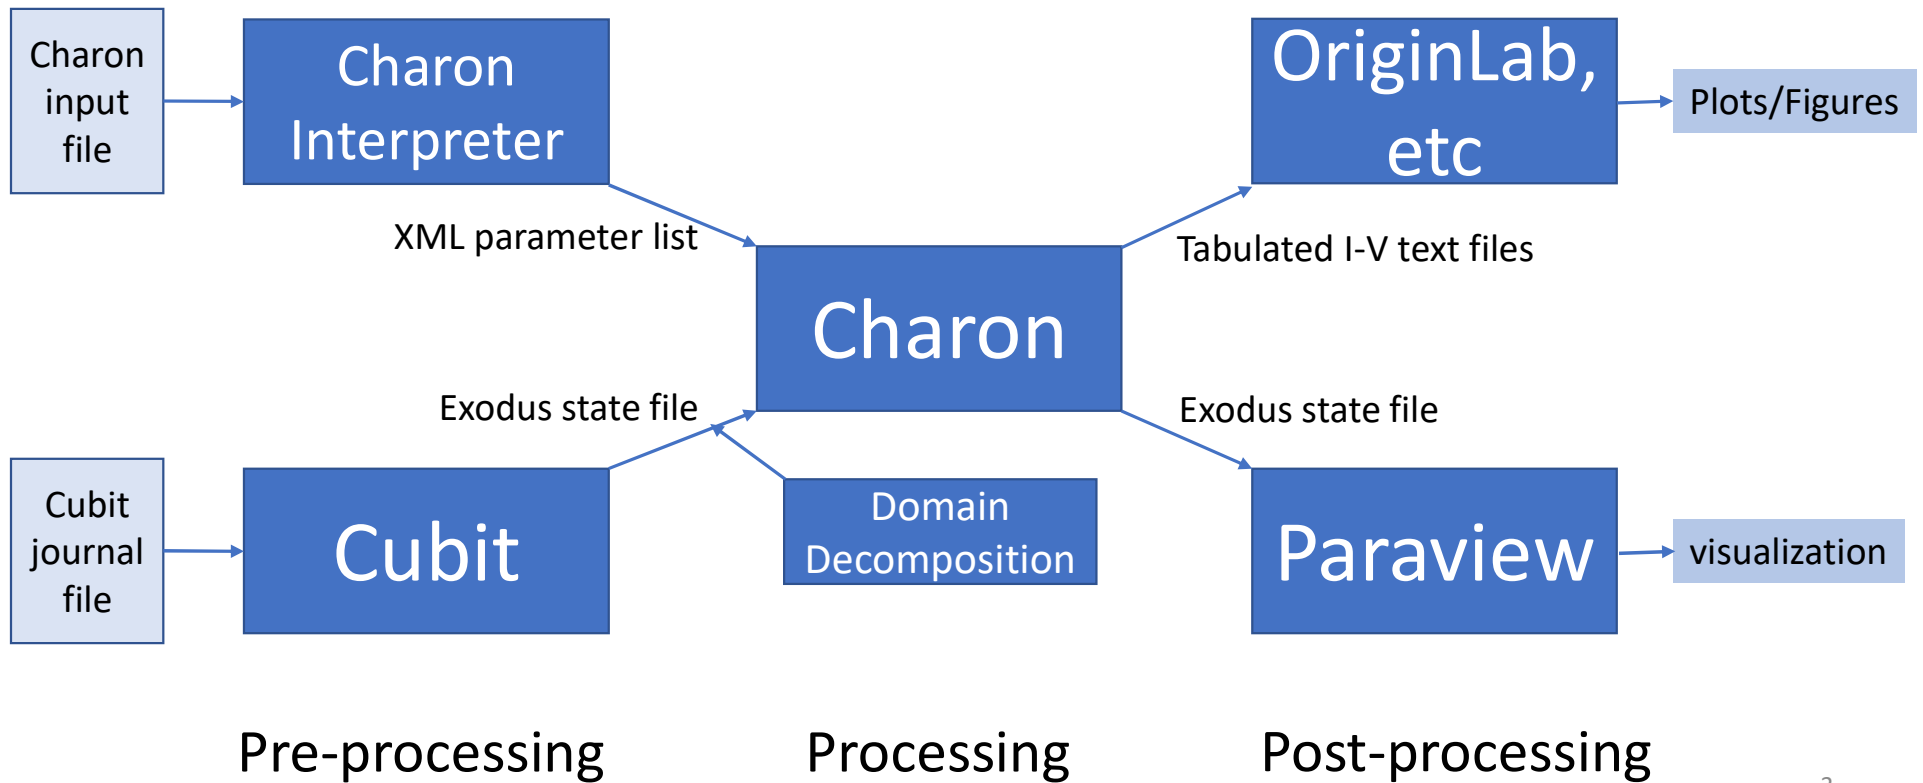 Charon
input
file
Charon
Interpreter
OriginLab,
etc
Plots/Figures
XML parameter list
Tabulated I-V text files
Charon
Exodus state file
Exodus state file
Cubit
journal
file
Cubit
Domain
Decomposition
Paraview
visualization
Pre-processing
Processing
Post-processing